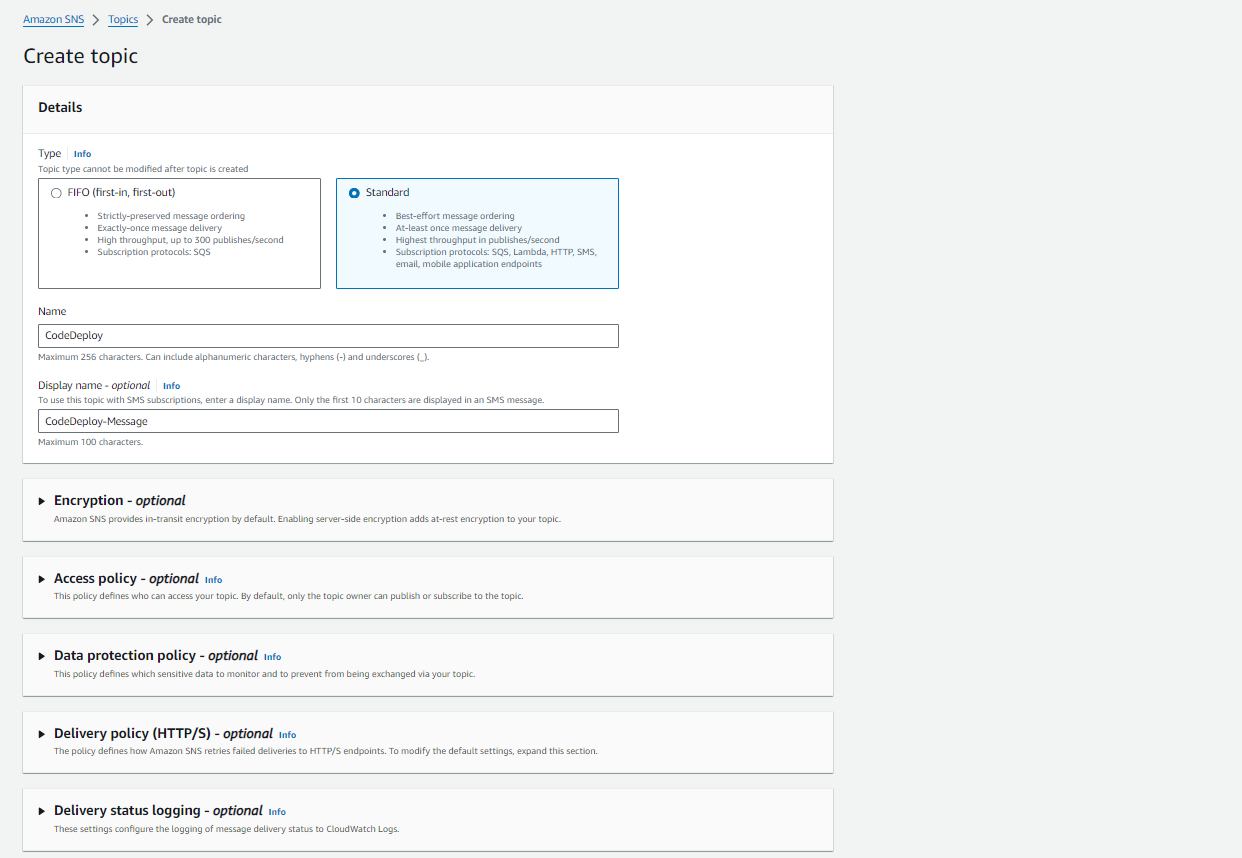 Amazon SNS > Topics > Create topic
Create topic
Details
Type Info
Topic type cannot be modified after topic is created
FIFO (first-in, first-out)
• Strictly-preserved message ordering
• Exactly-once message delivery
• High throughput, up to 300 publishes/second
• Subscription protocols: SQS
Standard
• Best-effort message ordering
• At-least once message delivery
• Highest throughput in publishes/second
• Subscription protocols: SQS, Lambda, HTTP, SMS,
email, mobile application endpoints
Name
CodeDeploy
Maximum 256 characters. Can include alphanumeric characters, hyphens (-) and underscores (_).
Display name - optional Info
To use this topic with SMS subscriptions, enter a display name. Only the first 10 characters are displayed in an SMS message.
CodeDeploy-Message
Maximum 100 characters.
Encryption - optional
Amazon SNS provides in-transit encryption by default. Enabling server-side encryption adds at-rest encryption to your topic.
Access policy - optional Info
This policy defines who can access your topic. By default, only the topic owner can publish or subscribe to the topic.
Data protection policy - optional Info
This policy defines which sensitive data to monitor and to prevent from being exchanged via your topic.
Delivery policy (HTTP/S) - optional Info
The policy defines how Amazon SNS retries failed deliveries to HTTP/S endpoints. To modify the default settings, expand this section.
Delivery status logging - optional Info
These settings configure the logging of message delivery status to CloudWatch Logs.